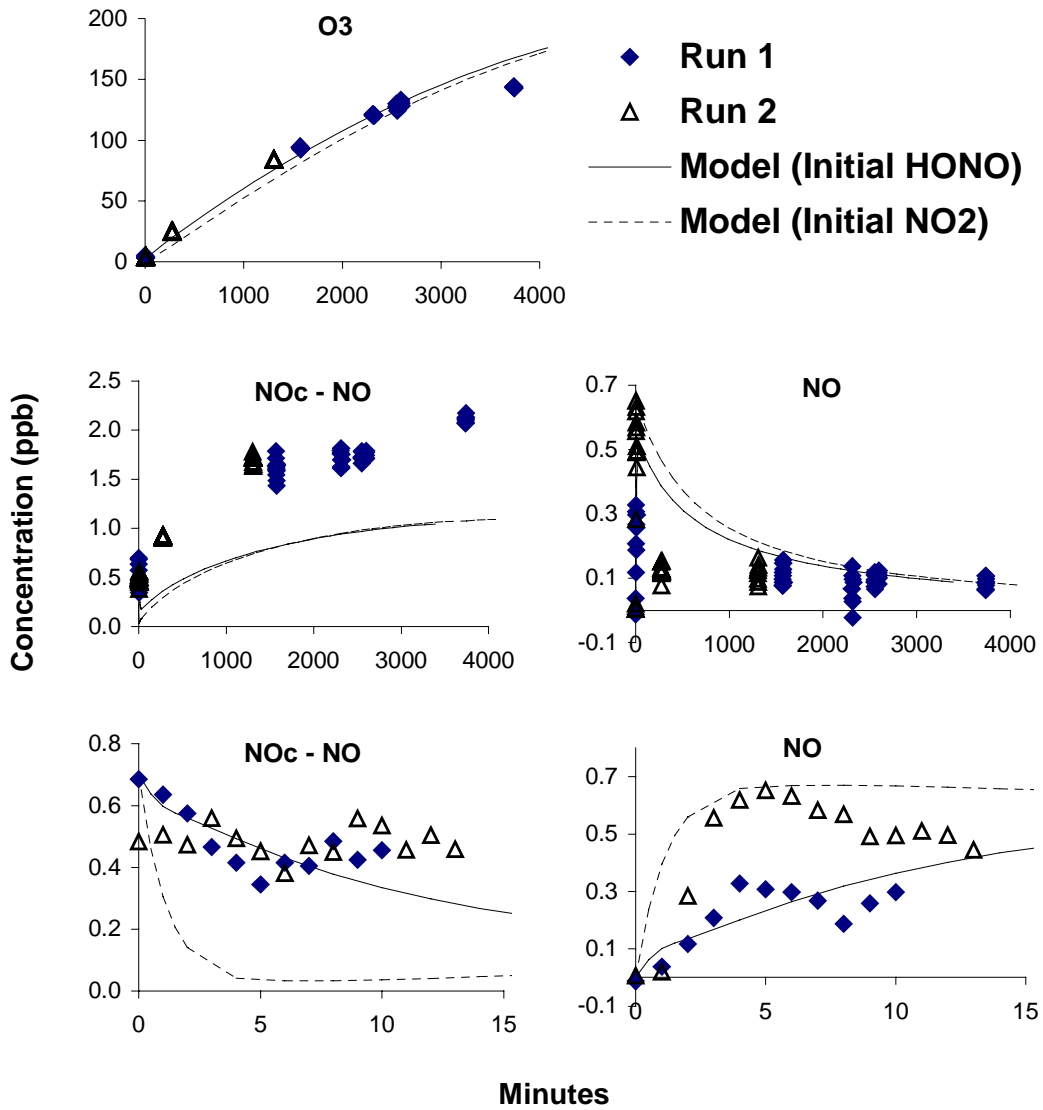 O3
200
150
100
50
0
0 1000 2000 3000 4000
Run 1
Run 2
Model (Initial HONO)
Model (Initial NO2)
Concentration (ppb)
NOc - NO
2.5
2.0
1.5
1.0
0.5
0.0
0 1000 2000 3000 4000
NO
0.7
0.5
0.3
0.1
-0.1
0 1000 2000 3000 4000
NOc - NO
0.8
0.6
0.4
0.2
0.0
0 5 10 15
NO
0.7
0.5
0.3
0.1
-0.1
0 5 10 15
Minutes